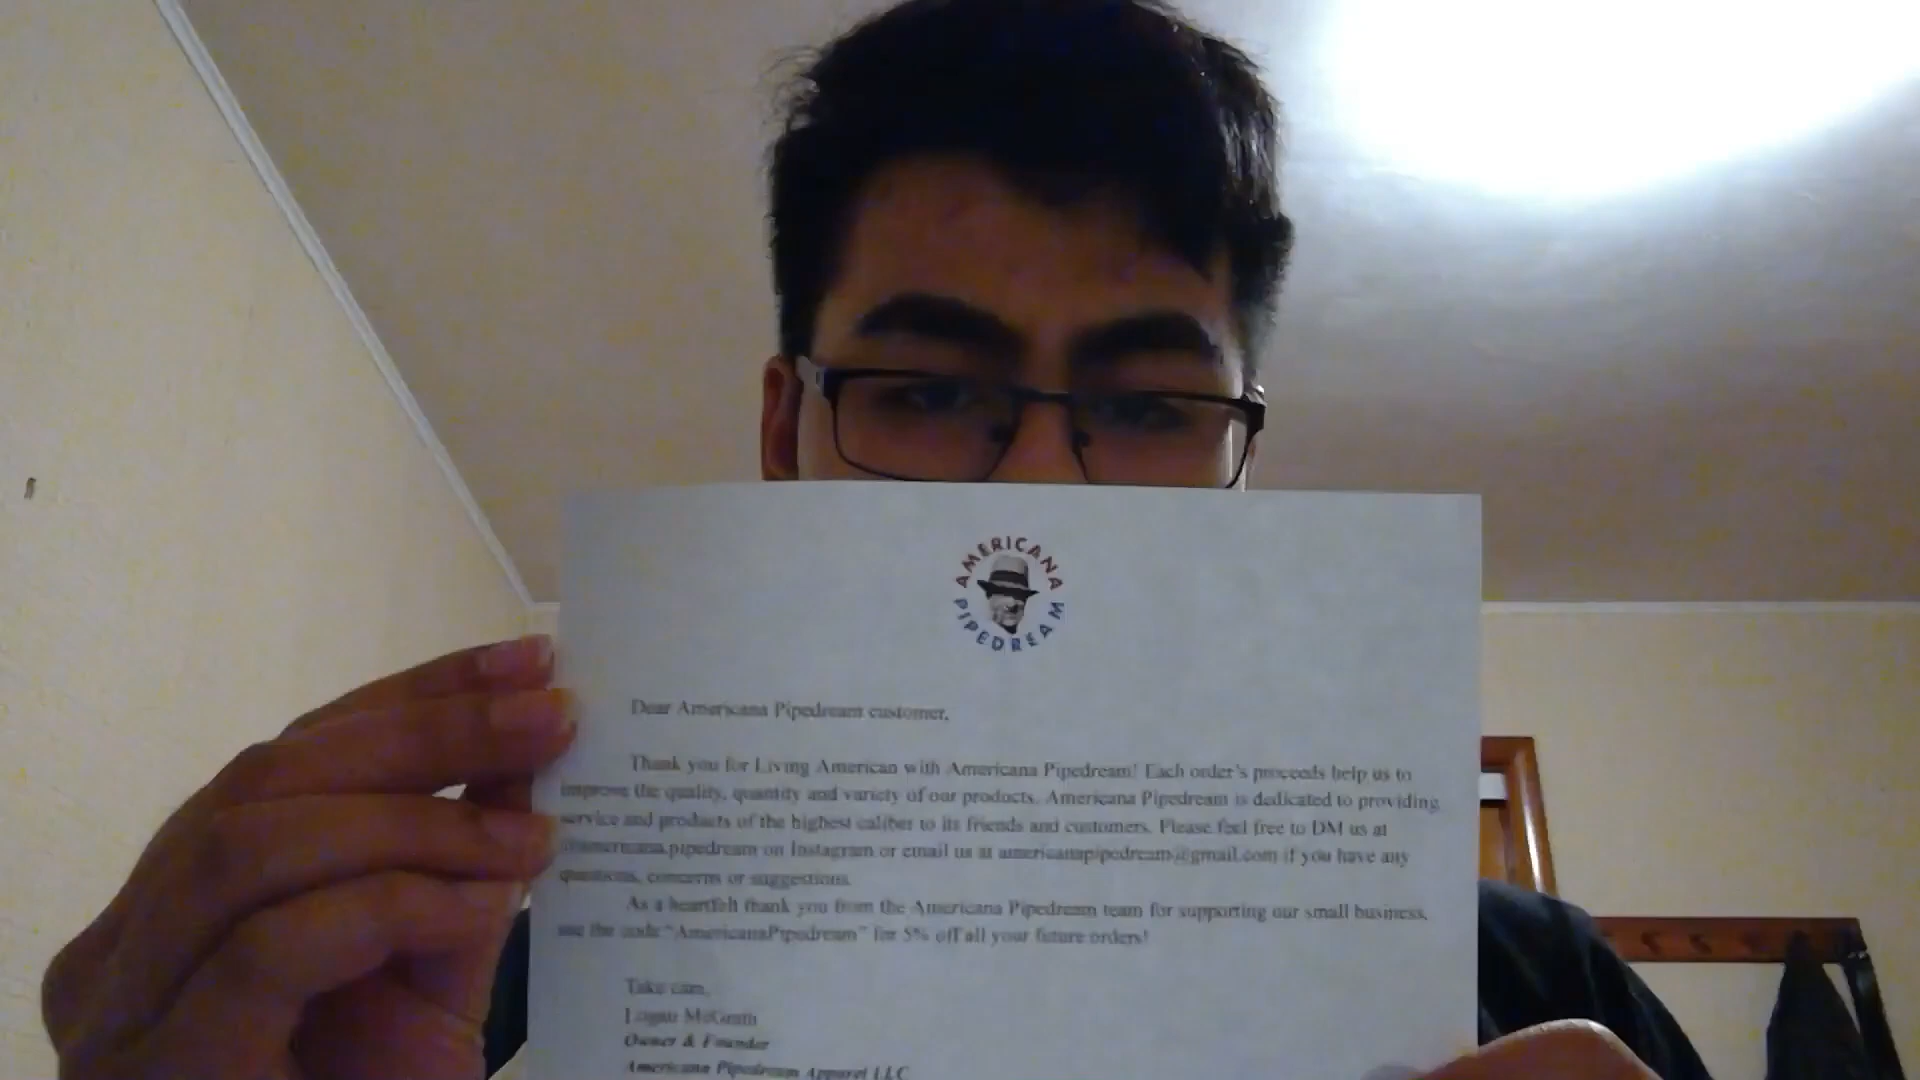 AMERICANA
PIPEDREAM
Dear Americana Pipedream customer,
Thank you for Living American with Americana Pipedream! Each order's proceeds help us to
improve the quality, quantity and variety of our products. Americana Pipedream is dedicated to providing
service and products of the highest caliber to its friends and customers. Please feel free to DM us at
@americana.pipedream on Instagram or email us at americanapipedream@gmail.com if you have any
questions, concerns or suggestions.
As a heartfelt thank you from the Americana Pipedream team for supporting our small business,
use the code "AmericanaPipedream" for 5% off all your future orders!
Take care,
Logan McGrath
Owner & Founder
Americana Pipedream Apparel LLC